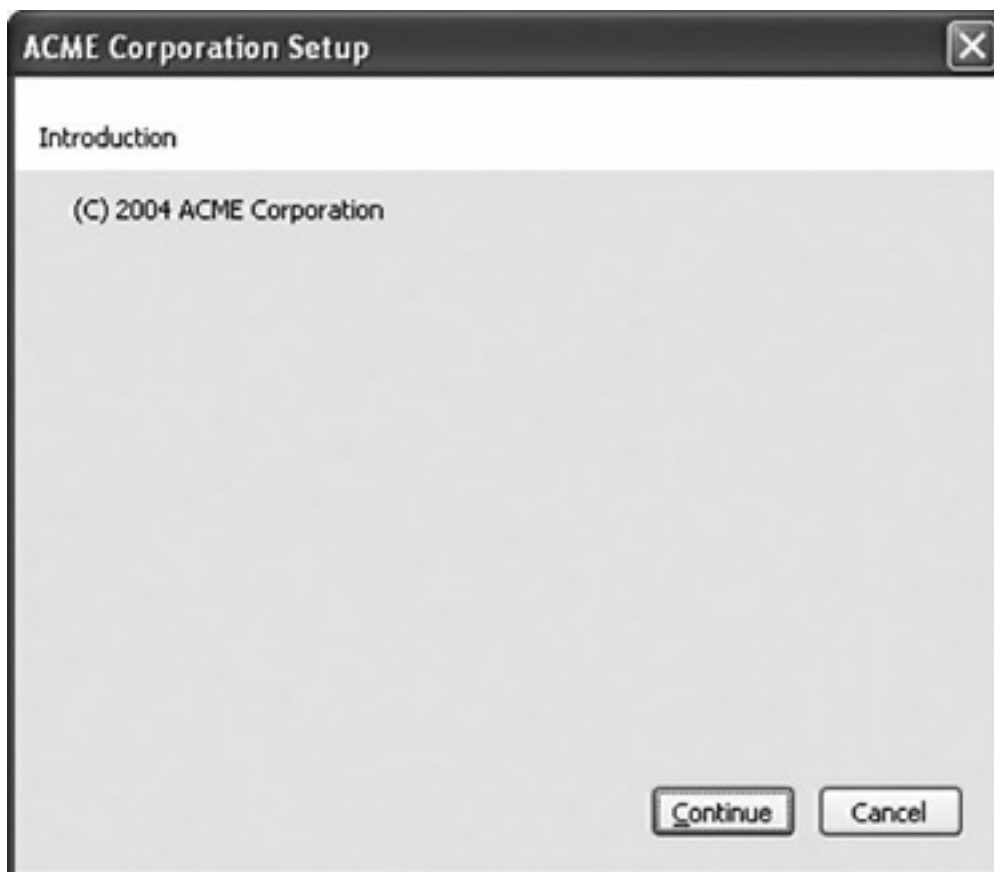 ACME Corporation Setup
Introduction
(C) 2004 ACME Corporation
Continue
Cancel